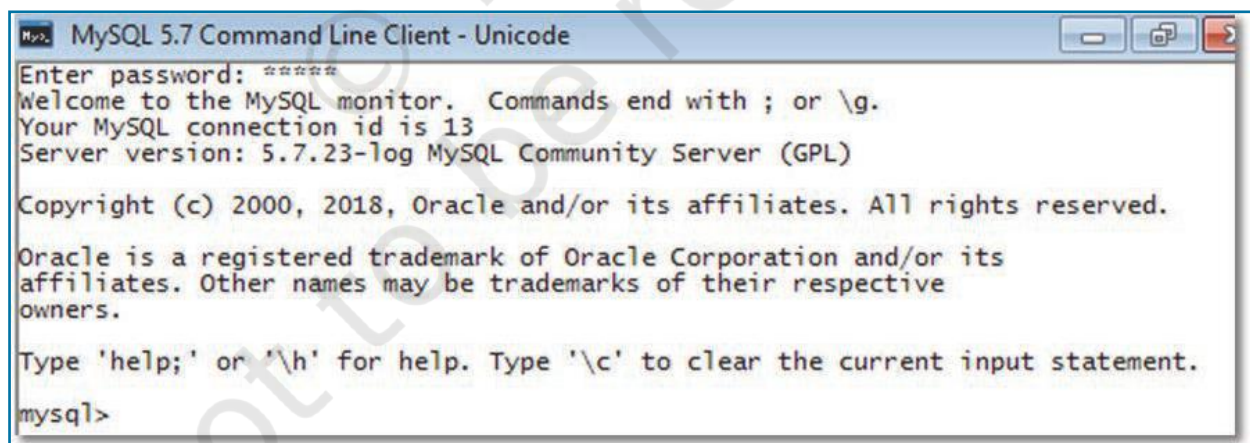 MySQL 5.7 Command Line Client - Unicode
Enter password: *****
Welcome to the MySQL monitor.  Commands end with ; or \g.
Your MySQL connection id is 13
Server version: 5.7.23-log MySQL Community Server (GPL)
Copyright (c) 2000, 2018, Oracle and/or its affiliates. All rights reserved.
Oracle is a registered trademark of Oracle Corporation and/or its
affiliates. Other names may be trademarks of their respective
owners.
Type 'help;' or '\h' for help. Type '\c' to clear the current input statement.
mysql>